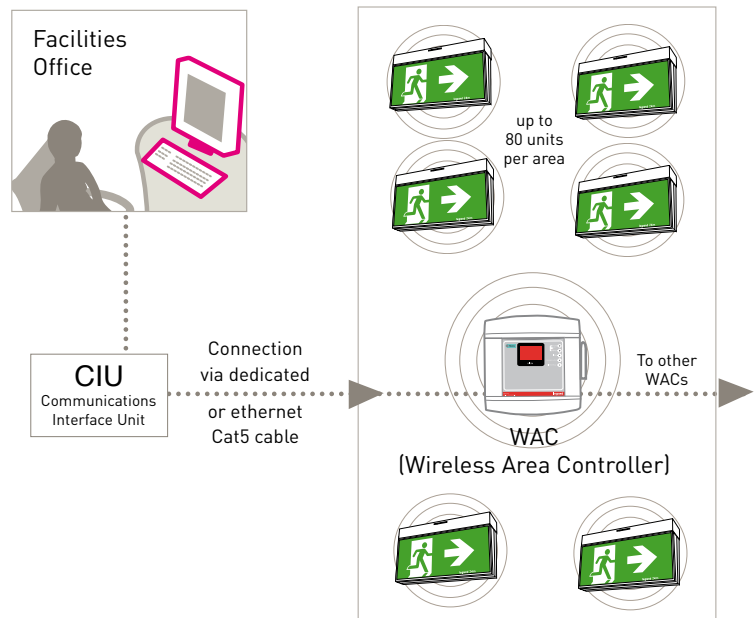 Facilities
Office
up to
80 units
per area
CIU
Communications
Interface Unit
Connection
via dedicated
or ethernet
Cat5 cable
To other
WACs
WAC
(Wireless Area Controller)